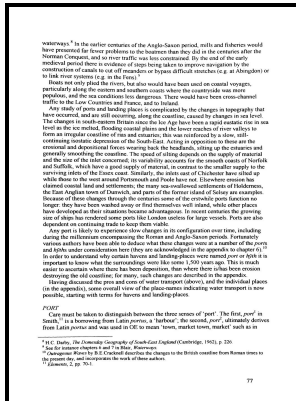 waterways.⁸ In the earlier centuries of the Anglo-Saxon period, mills and fisheries would
have presented far fewer problems to the boatmen than they did in the centuries after the
Norman Conquest, and so river traffic was less constrained. By the end of the early
medieval period there is evidence of steps being taken to improve navigation by the
construction of canals to cut off meanders or bypass difficult stretches (e.g. at Abingdon) or
to link river systems (e.g. in the Fens).⁹
Boats not only plied the rivers, but also would have been used on coastal voyages,
particularly along the eastern and southern coasts where the countryside was more
populous, and the sea conditions less dangerous. There would have been cross-channel
traffic to the Low Countries and France, and to Ireland.
Any study of ports and landing places is complicated by the changes in topography that
have occurred, and are still occurring, along the coastline, caused by changes in sea level.
The changes in south-eastern Britain since the Ice Age have been a rapid eustatic rise in sea
level as the ice melted, flooding coastal plains and the lower reaches of river valleys to
form an irregular coastline of rias and estuaries; this was reinforced by a slow, still-
continuing isostatic depression of the South-East. Acting in opposition to these are the
erosional and depositional forces wearing back the headlands, silting up the estuaries and
generally smoothing the coastline. The speed of silting depends on the supply of material
and the size of the inlet concerned; its variability accounts for the smooth coasts of Norfolk
and Suffolk, which have a good supply of material, in contrast to the smaller supply to the
surviving inlets of the Essex coast. Similarly, the inlets east of Chichester have silted up
while those to the west around Portsmouth and Poole have not. Elsewhere erosion has
claimed coastal land and settlements; the many sea-swallowed settlements of Holderness,
the East Anglian town of Dunwich, and parts of the former island of Selsey are examples.
Because of these changes through the centuries some of the erstwhile ports function no
longer: they have been washed away or find themselves well inland, while other places
have developed as their situations became advantageous. In recent centuries the growing
size of ships has rendered some ports like London useless for large vessels. Ports are also
dependent on continuing trade to keep them viable.
Any port is likely to experience slow changes in its configuration over time, including
during the millennium encompassing the Roman and Anglo-Saxon periods. Fortunately
various authors have been able to deduce what these changes were at a number of the ports
and hȳths under consideration here (they are acknowledged in the appendix to chapter 6).¹⁰
In order to understand why certain havens and landing-places were named port or hȳth it is
important to know what the surroundings were like some 1,500 years ago. This is much
easier to ascertain where there has been deposition, than where there is/has been erosion
destroying the old coastline; for many, such changes are described in the appendix.
Having discussed the pros and cons of water transport (above), and the individual places
(in the appendix), some overall view of the place-names indicating water transport is now
possible, starting with terms for havens and landing-places.
PORT
Care must be taken to distinguish between the three senses of 'port'. The first, port¹ in
Smith,¹¹ is a borrowing from Latin portus, a 'harbour'; the second, port², ultimately derives
from Latin portus and was used in OE to mean 'town, market town, market' such as in
⁸ H.C. Darby, The Domesday Geography of South-East England (Cambridge, 1962), p. 226.
⁹ See for instance chapters 6 and 7 in Blair, Waterways.
¹⁰ Outrageous Waves by B.E Cracknell describes the changes to the British coastline from Roman times to
the present day, and incorporates the work of these authors.
¹¹ Elements, 2, pp. 70-1.
77